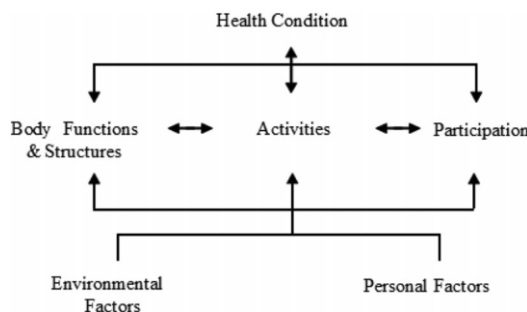 Health Condition
Body Functions
& Structures
Activities
Participation
Environmental
Factors
Personal Factors